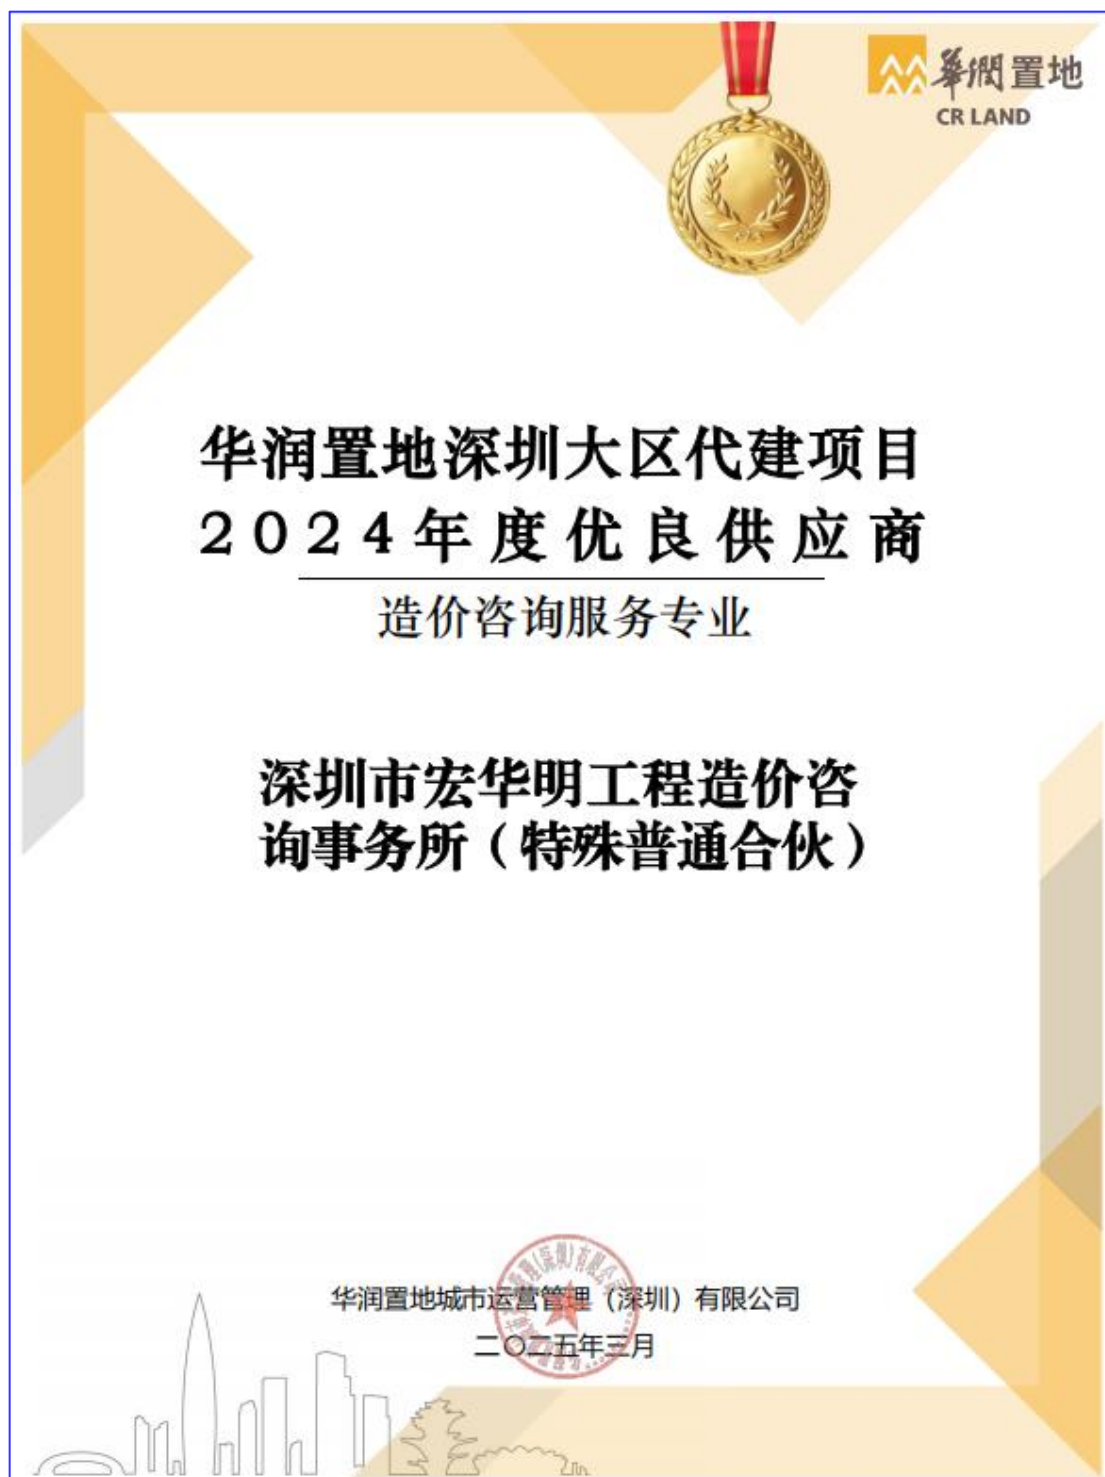 華潤置地
CR LAND
华润置地深圳大区代建项目
2024年度优良供应商
造价咨询服务专业
深圳市宏华明工程造价咨
询事务所（特殊普通合伙）
华润置地城市运营管理（深圳）有限公司
二〇二五年三月